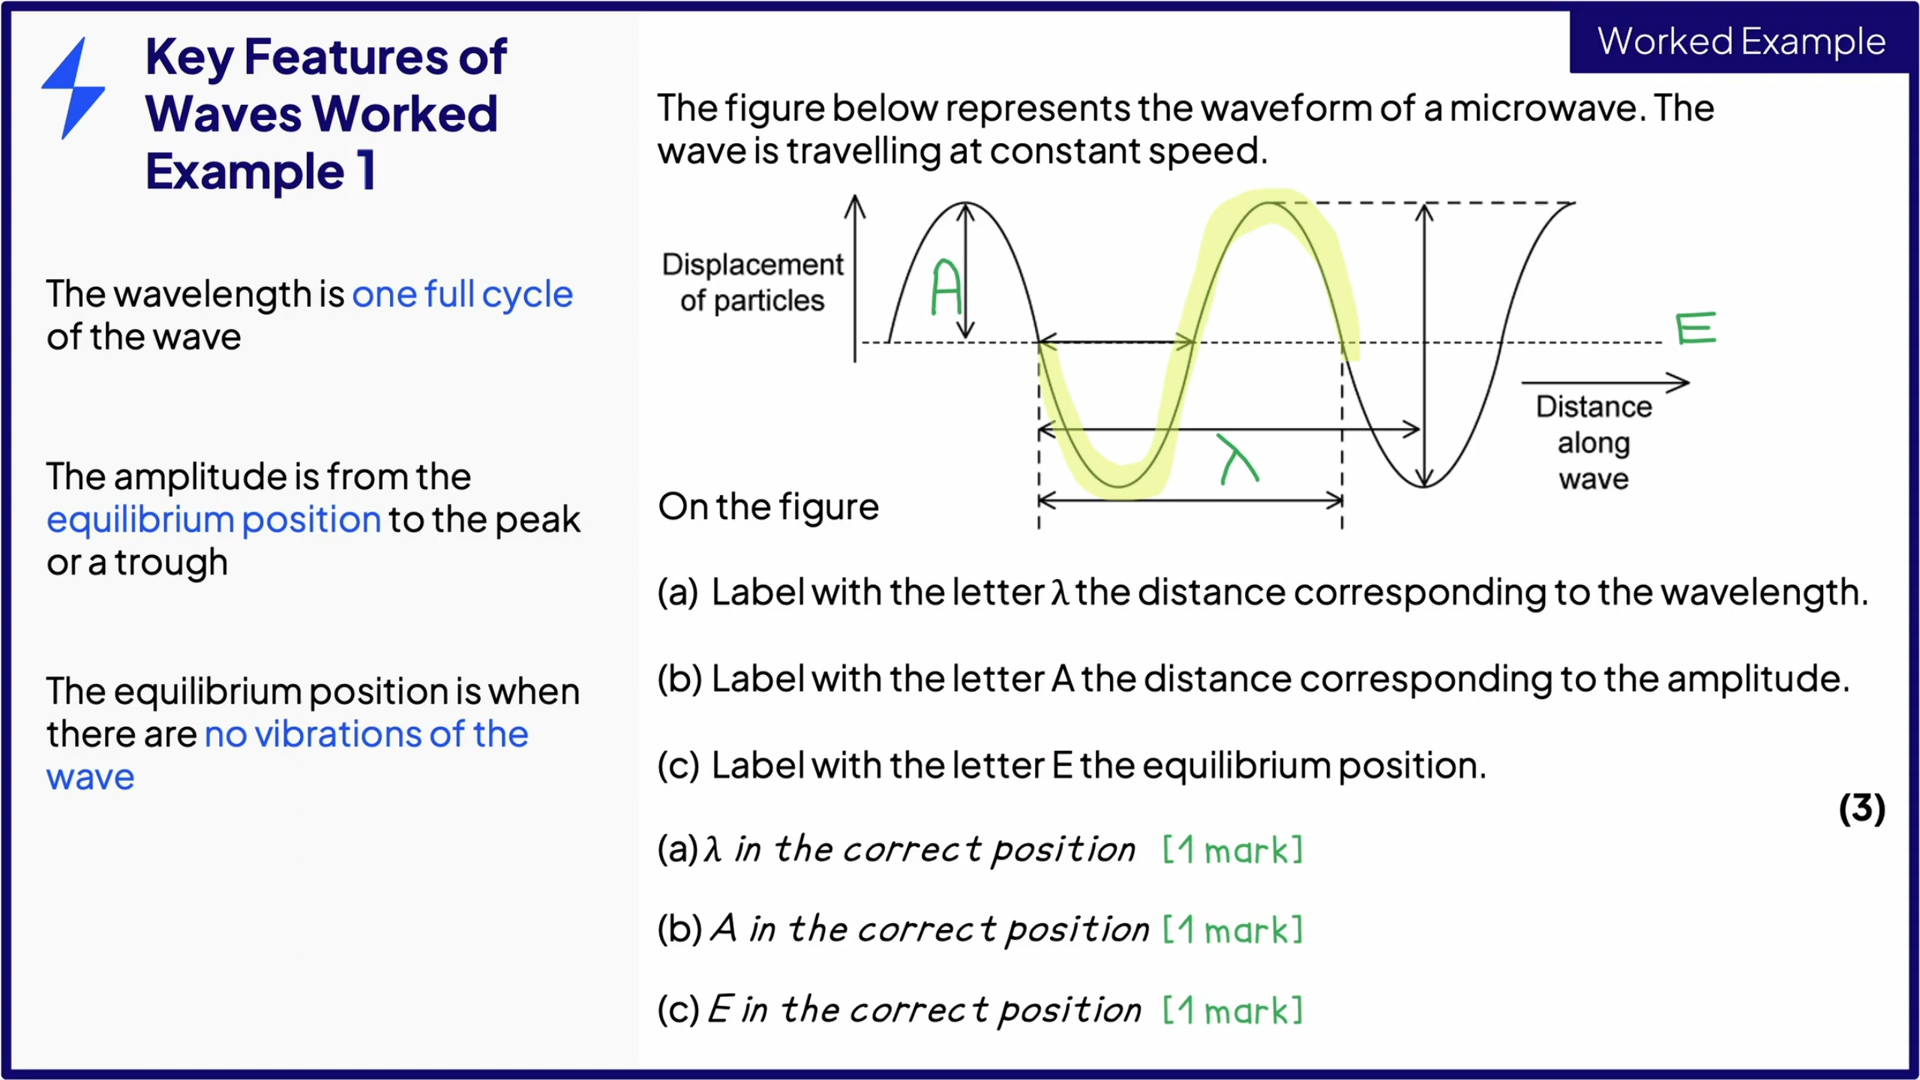 Key Features of
Waves Worked
Example 1
The wavelength is one full cycle
of the wave
The amplitude is from the
equilibrium position to the peak
or a trough
The equilibrium position is when
there are no vibrations of the
wave
Worked Example
The figure below represents the waveform of a microwave. The
wave is travelling at constant speed.
Displacement
of particles
A
E
Distance
along
wave
λ
On the figure
(a) Label with the letter λ the distance corresponding to the wavelength.
(b) Label with the letter A the distance corresponding to the amplitude.
(c) Label with the letter E the equilibrium position.
(3)
(a) λ in the correct position [1 mark]
(b) A in the correct position [1 mark]
(c) E in the correct position [1 mark]